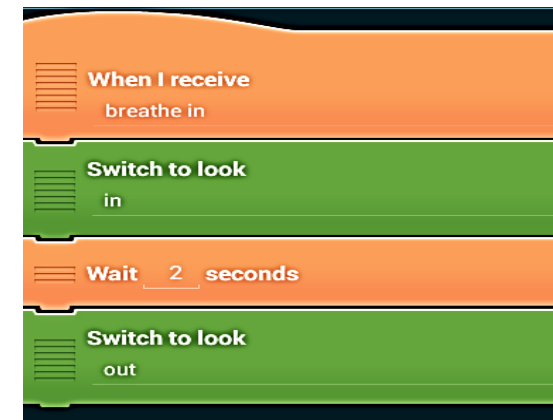 When I receive
breathe in
Switch to look
in
Wait 2 seconds
Switch to look
out